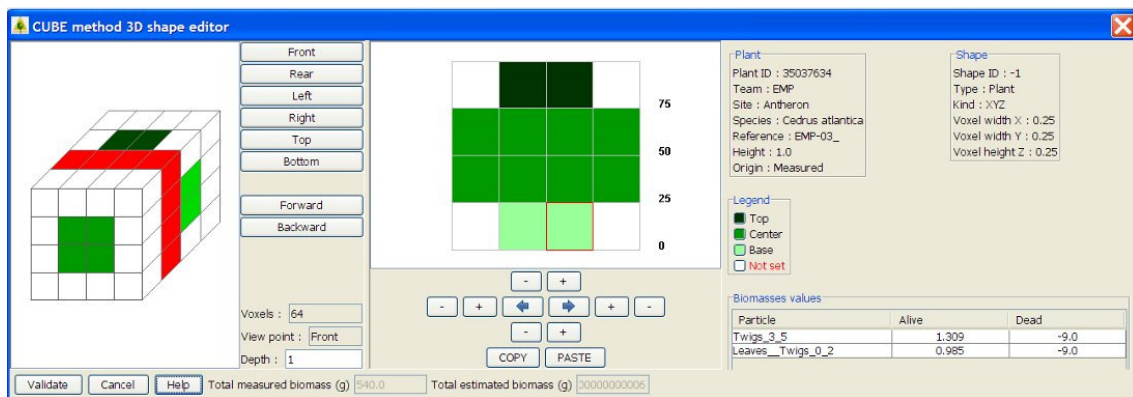 CUBE method 3D shape editor
Front
Rear
Left
Right
Top
Bottom
Forward
Backward
Voxels : 64
View point : Front
Depth : 1
75
50
25
0
- +
- + + -
- +
COPY PASTE
Plant
Plant ID : 35037634
Team : EMP
Site : Antheron
Species : Cedrus atlantica
Reference : EMP-03_
Height : 1.0
Origin : Measured
Shape
Shape ID : -1
Type : Plant
Kind : XYZ
Voxel width X : 0.25
Voxel width Y : 0.25
Voxel height Z : 0.25
Legend
Top
Center
Base
Not set
Biomasses values
Particle Alive Dead
Twigs_3_5 1.309 -9.0
Leaves__Twigs_0_2 0.985 -9.0
Validate Cancel Help Total measured biomass (g) 540.0 Total estimated biomass (g) 00000000006